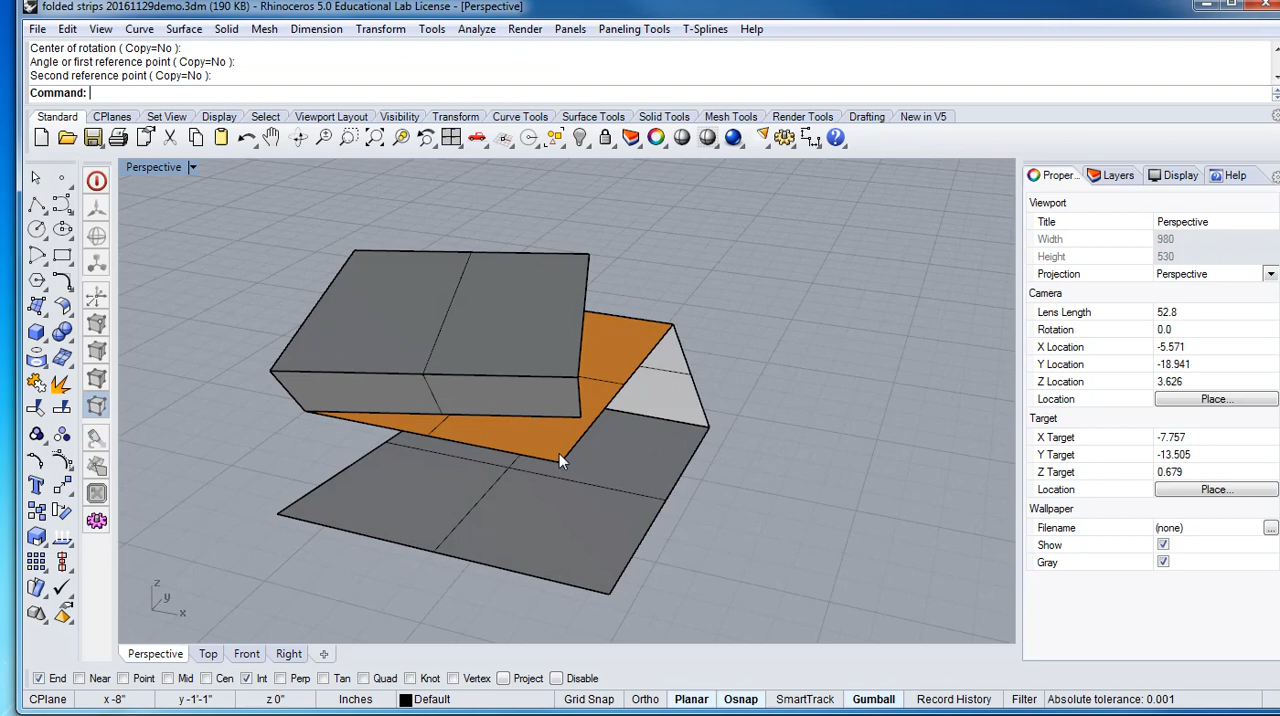 folded strips 20161129demo.3dm (190 KB) - Rhinoceros 5.0 Educational Lab License - [Perspective]
File Edit View Curve Surface Solid Mesh Dimension Transform Tools Analyze Render Panels Paneling Tools T-Splines Help
Center of rotation ( Copy=No ):
Angle or first reference point ( Copy=No ):
Second reference point ( Copy=No ):
Command:
Standard CPlanes Set View Display Select Viewport Layout Visibility Transform Curve Tools Surface Tools Solid Tools Mesh Tools Render Tools Drafting New in V5
Perspective
Proper... Layers Display Help
Viewport
Title Perspective
Width 980
Height 530
Projection Perspective
Camera
Lens Length 52.8
Rotation 0.0
X Location -5.571
Y Location -18.941
Z Location 3.626
Location Place...
Target
X Target -7.757
Y Target -13.505
Z Target 0.679
Location Place...
Wallpaper
Filename (none) ...
Show
Gray
z
y
x
Perspective Top Front Right
End Near Point Mid Cen Int Perp Tan Quad Knot Vertex Project Disable
CPlane x -8" y -1'-1" z 0" Inches Default Grid Snap Ortho Planar Osnap SmartTrack Gumball Record History Filter Absolute tolerance: 0.001